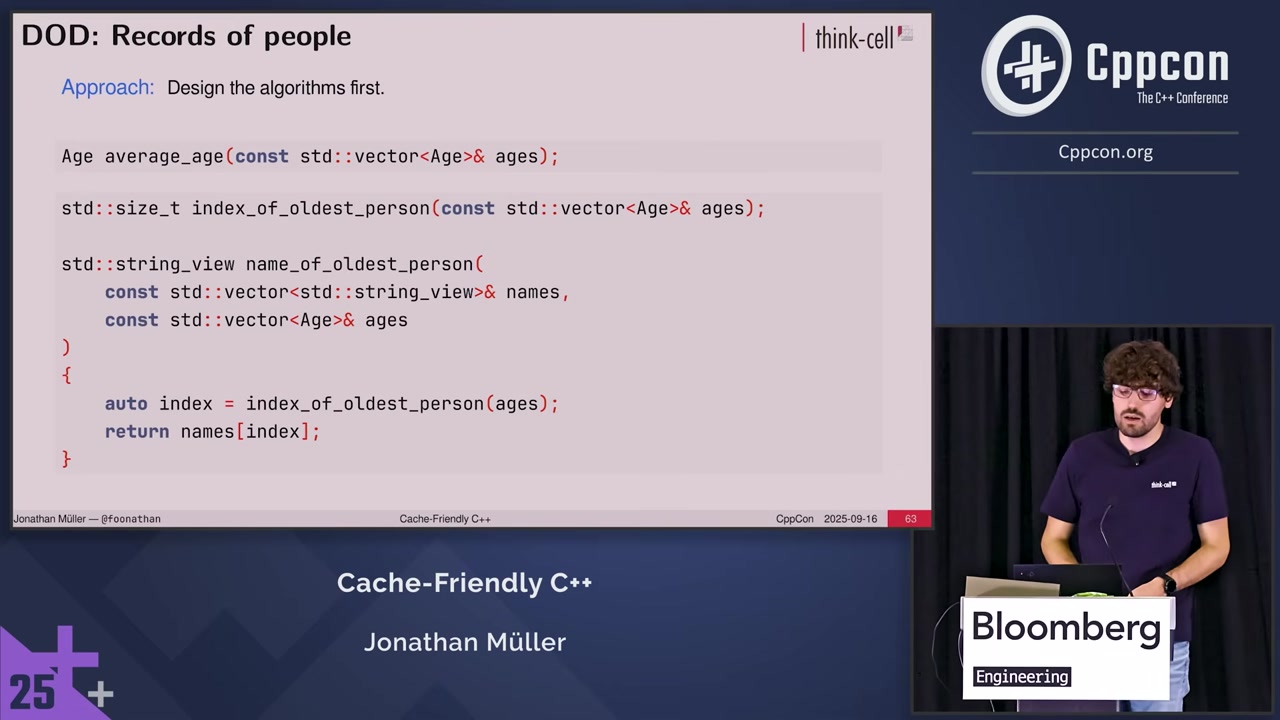 DOD: Records of people
think-cell
Approach: Design the algorithms first.
Age average_age(const std::vector<Age>& ages);
std::size_t index_of_oldest_person(const std::vector<Age>& ages);
std::string_view name_of_oldest_person(
    const std::vector<std::string_view>& names,
    const std::vector<Age>& ages
)
{
    auto index = index_of_oldest_person(ages);
    return names[index];
}
Jonathan Müller — @foonathan
Cache-Friendly C++
CppCon 2025-09-16 63
Cppcon
The C++ Conference
Cppcon.org
think-cell
Bloomberg
Engineering
Cache-Friendly C++
Jonathan Müller
25